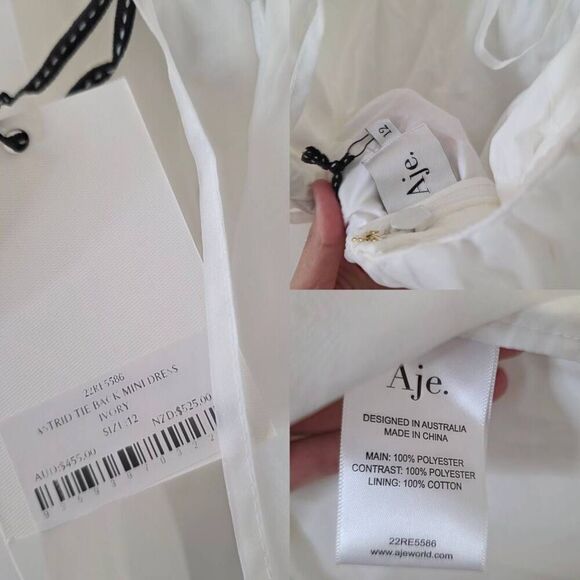 22RE5586
ASTRID TIE BACK MINI DRESS
IVORY
SIZE:12
AUD:$455.00 NZD:$525.00
12
Aje.
Aje.
DESIGNED IN AUSTRALIA
MADE IN CHINA
MAIN: 100% POLYESTER
CONTRAST: 100% POLYESTER
LINING: 100% COTTON
22RE5586
www.ajeworld.com